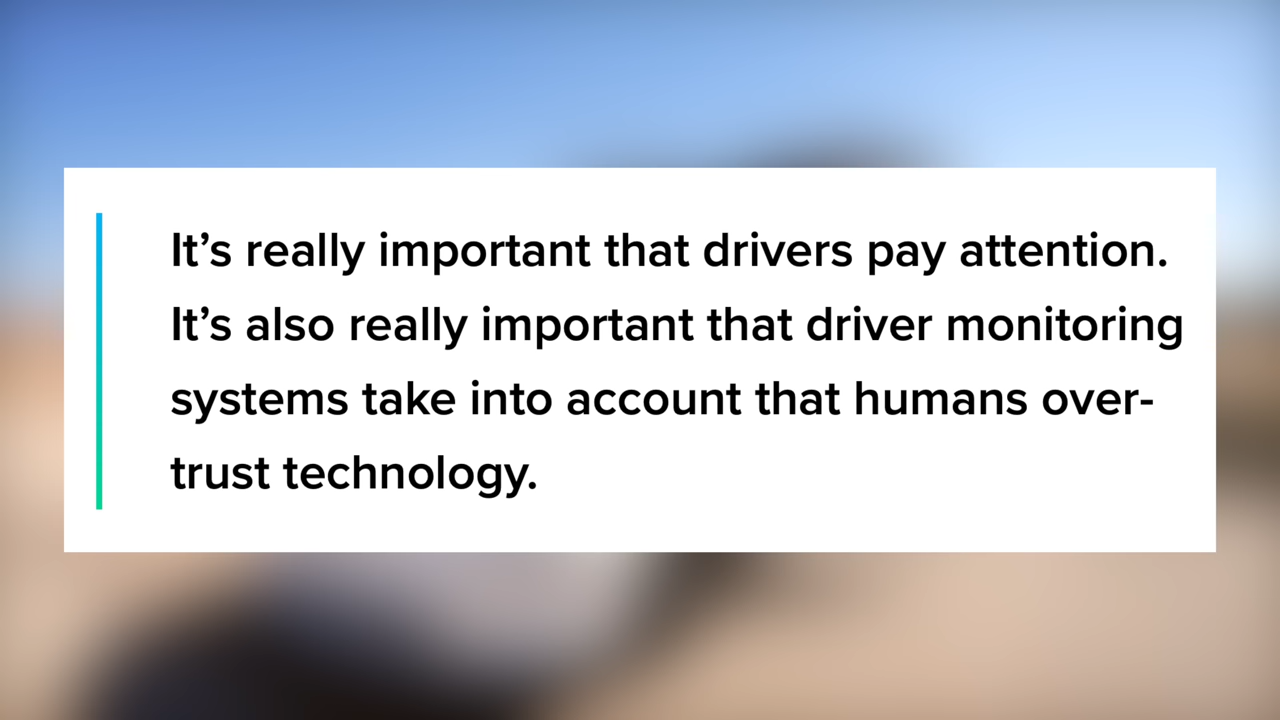 It’s really important that drivers pay attention.
It’s also really important that driver monitoring
systems take into account that humans over-
trust technology.